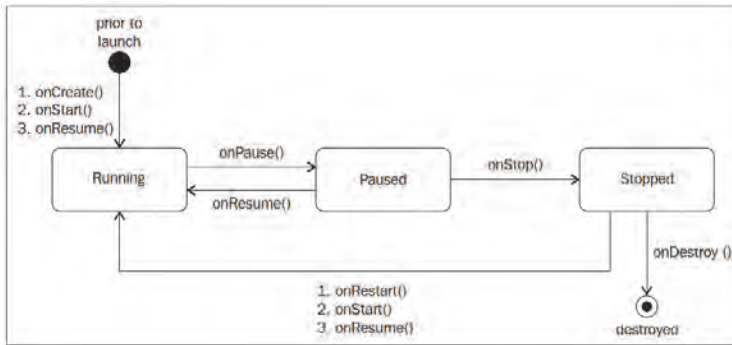 prior to
launch
1. onCreate()
2. onStart()
3. onResume()
Running
onPause()
onResume()
Paused
onStop()
Stopped
onDestroy ()
1. onRestart()
2. onStart()
3. onResume()
destroyed